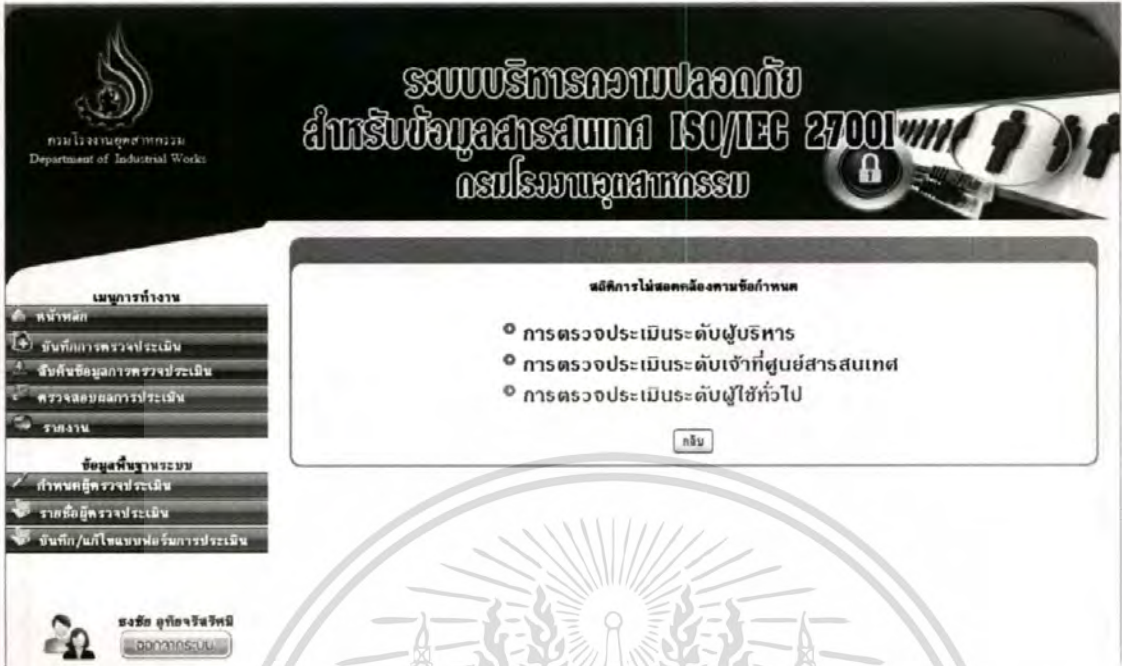 กรมโรงงานอุตสาหกรรม
Department of Industrial Works
ระบบบริหารความปลอดภัย
สำหรับข้อมูลสารสนเทศ ISO/IEC 27001
กรมโรงงานอุตสาหกรรม
เมนูการทำงาน
หน้าหลัก
บันทึกการตรวจประเมิน
สืบค้นข้อมูลการตรวจประเมิน
ตรวจสอบผลการประเมิน
รายงาน
ข้อมูลพื้นฐานระบบ
กำหนดผู้ตรวจประเมิน
รายชื่อผู้ตรวจประเมิน
บันทึก/แก้ไขแบบฟอร์มการประเมิน
ธงชัย อุทัยจรัสรัศมี
ออกจากระบบ
สถิติการไม่สอดคล้องตามข้อกำหนด
การตรวจประเมินระดับผู้บริหาร
การตรวจประเมินระดับเจ้าที่ศูนย์สารสนเทศ
การตรวจประเมินระดับผู้ใช้ทั่วไป
กลับ